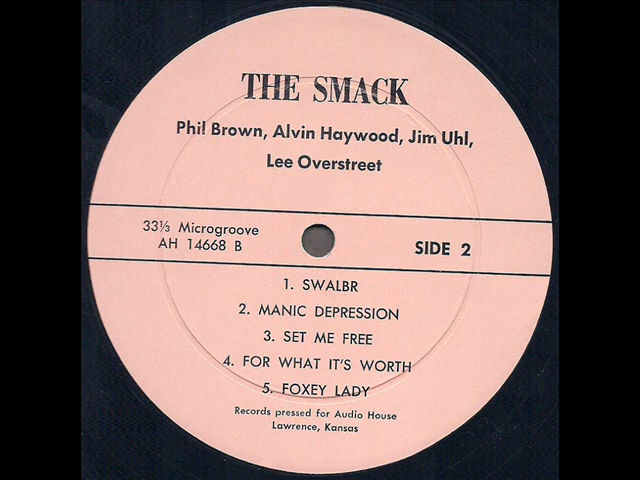 THE SMACK
Phil Brown, Alvin Haywood, Jim Uhl,
Lee Overstreet
33⅓ Microgroove
AH 14668 B
SIDE 2
1. SWALBR
2. MANIC DEPRESSION
3. SET ME FREE
4. FOR WHAT IT'S WORTH
5. FOXEY LADY
Records pressed for Audio House
Lawrence, Kansas